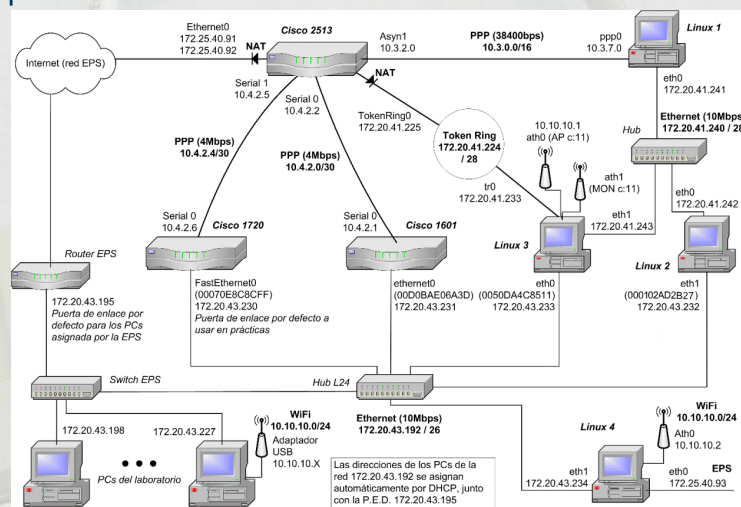 Ethernet0
172.25.40.91
172.25.40.92
NAT
Cisco 2513
Asyn1
10.3.2.0
PPP (38400bps)
10.3.0.0/16
ppp0
10.3.7.0
Linux 1
Internet (red EPS)
Serial 1
10.4.2.5
Serial 0
10.4.2.2
NAT
eth0
172.20.41.241
TokenRing0
172.20.41.225
Token Ring
172.20.41.224
/ 28
10.10.10.1
ath0 (AP c:11)
Ethernet (10Mbps)
172.20.41.240 / 28
Hub
PPP (4Mbps)
10.4.2.4/30
PPP (4Mbps)
10.4.2.0/30
ath1
(MON c:11)
tr0
172.20.41.233
eth0
172.20.41.242
eth1
172.20.41.243
Serial 0
10.4.2.6
Cisco 1720
Serial 0
10.4.2.1
Cisco 1601
Linux 3
Linux 2
Router EPS
172.20.43.195
Puerta de enlace por
defecto para los PCs
asignada por la EPS
FastEthernet0
(00070E8C8CFF)
172.20.43.230
Puerta de enlace por defecto a
usar en prácticas
ethernet0
(00D0BAE06A3D)
172.20.43.231
eth0
(0050DA4C8511)
172.20.43.233
eth1
(000102AD2B27)
172.20.43.232
Switch EPS
Hub L24
Ethernet (10Mbps)
172.20.43.192 / 26
172.20.43.198
172.20.43.227
WiFi
10.10.10.0/24
Adaptador
USB
10.10.10.X
PCs del laboratorio
Las direcciones de los PCs de la
red 172.20.43.192 se asignan
automáticamente por DHCP, junto
con la P.E.D. 172.20.43.195
Linux 4
WiFi
10.10.10.0/24
Ath0
10.10.10.2
eth1
172.20.43.234
eth0
172.25.40.93
EPS